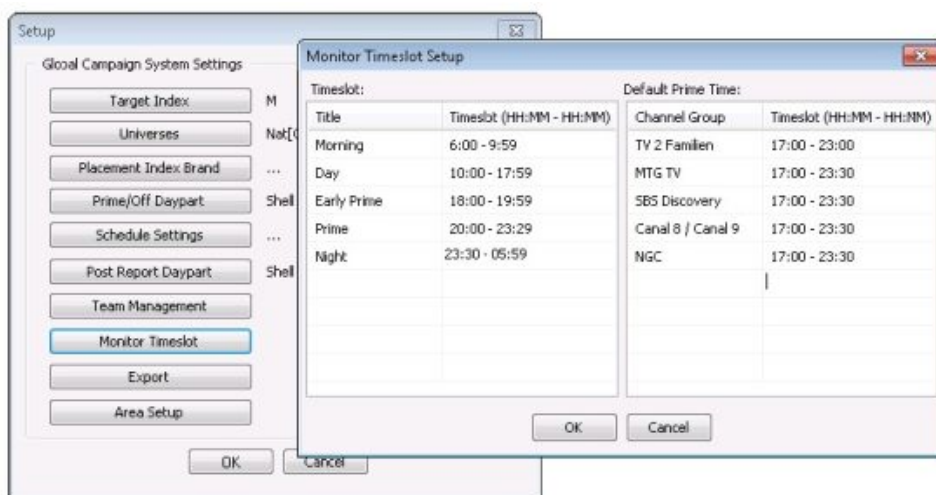 Setup
Global Campaign System Settings
Target Index M
Universes Nat[
Placement Index Brand ...
Prime/Off Daypart Shell
Schedule Settings ...
Post Report Daypart Shell
Team Management
Monitor Timeslot
Export
Area Setup
OK Cancel
Monitor Timeslot Setup
Timeslot:
Title Timeslot (HH:MM - HH:MM)
Morning 6:00 - 9:59
Day 10:00 - 17:59
Early Prime 18:00 - 19:59
Prime 20:00 - 23:29
Night 23:30 - 05:59
Default Prime Time:
Channel Group Timeslot (HH:MM - HH:MM)
TV 2 Familien 17:00 - 23:00
MTG TV 17:00 - 23:30
SBS Discovery 17:00 - 23:30
Canal 8 / Canal 9 17:00 - 23:30
NGC 17:00 - 23:30
OK Cancel